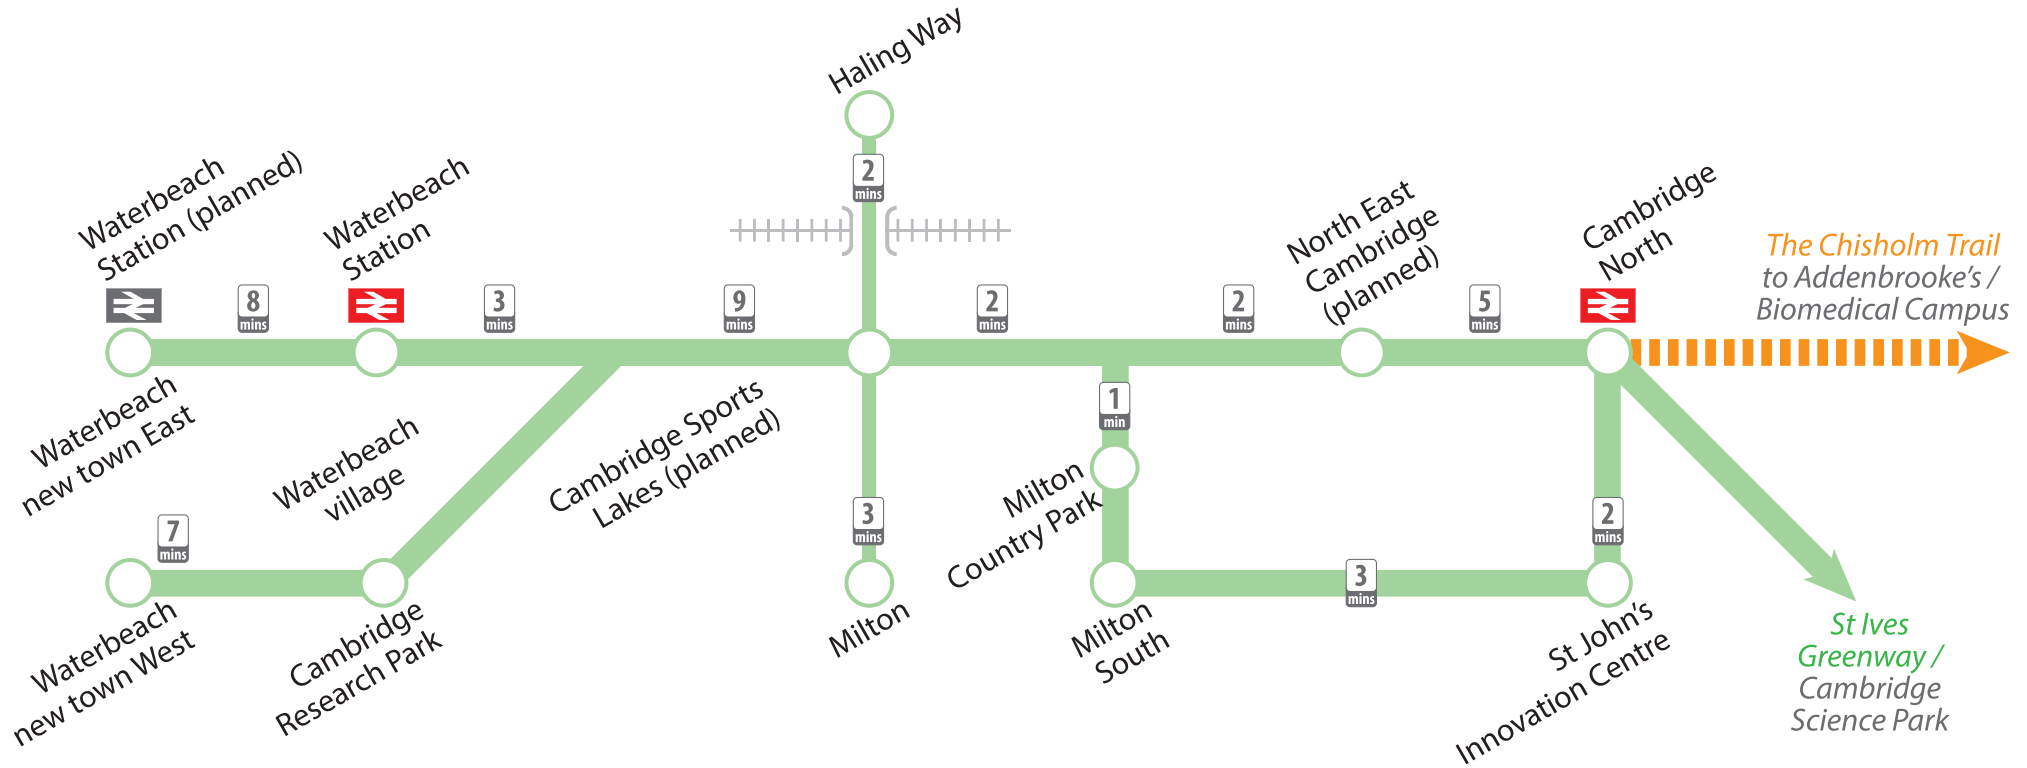 Haling Way
Waterbeach
Station (planned)
Waterbeach
Station
2
mins
North East
Cambridge
(planned)
Cambridge
North
The Chisholm Trail
to Addenbrooke's /
Biomedical Campus
8
mins
3
mins
9
mins
2
mins
2
mins
5
mins
Waterbeach
new town East
Waterbeach
village
Cambridge Sports
Lakes (planned)
1
min
Milton
Country Park
7
mins
3
mins
3
mins
2
mins
Waterbeach
new town West
Cambridge
Research Park
Milton
Milton
South
St John's
Innovation Centre
St Ives
Greenway /
Cambridge
Science Park